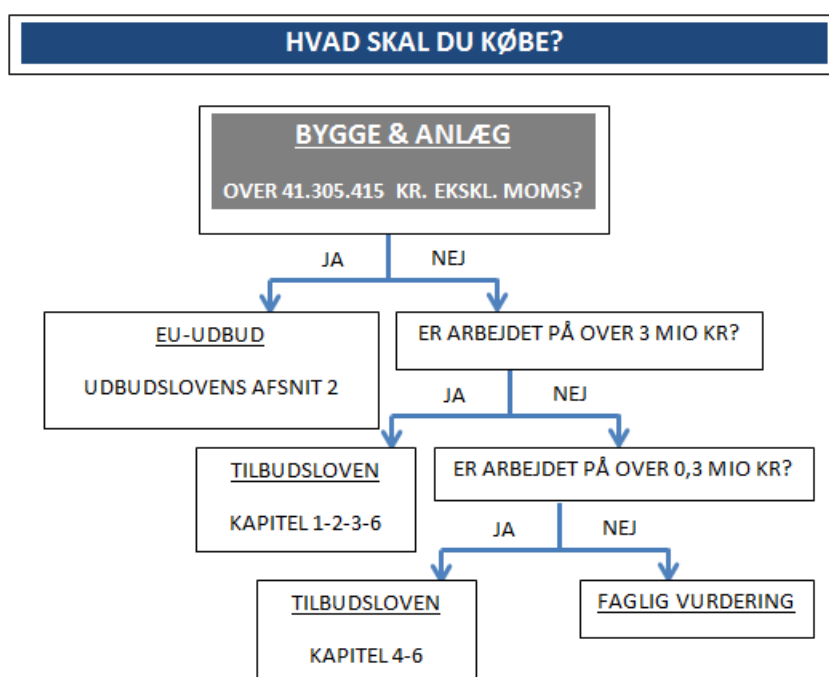 HVAD SKAL DU KØBE?
BYGGE & ANLÆG
OVER 41.305.415 KR. EKSKL. MOMS?
JA
NEJ
EU-UDBUD
UDBUDSLOVENS AFSNIT 2
ER ARBEJDET PÅ OVER 3 MIO KR?
JA
NEJ
TILBUDSLOVEN
KAPITEL 1-2-3-6
ER ARBEJDET PÅ OVER 0,3 MIO KR?
JA
NEJ
TILBUDSLOVEN
KAPITEL 4-6
FAGLIG VURDERING